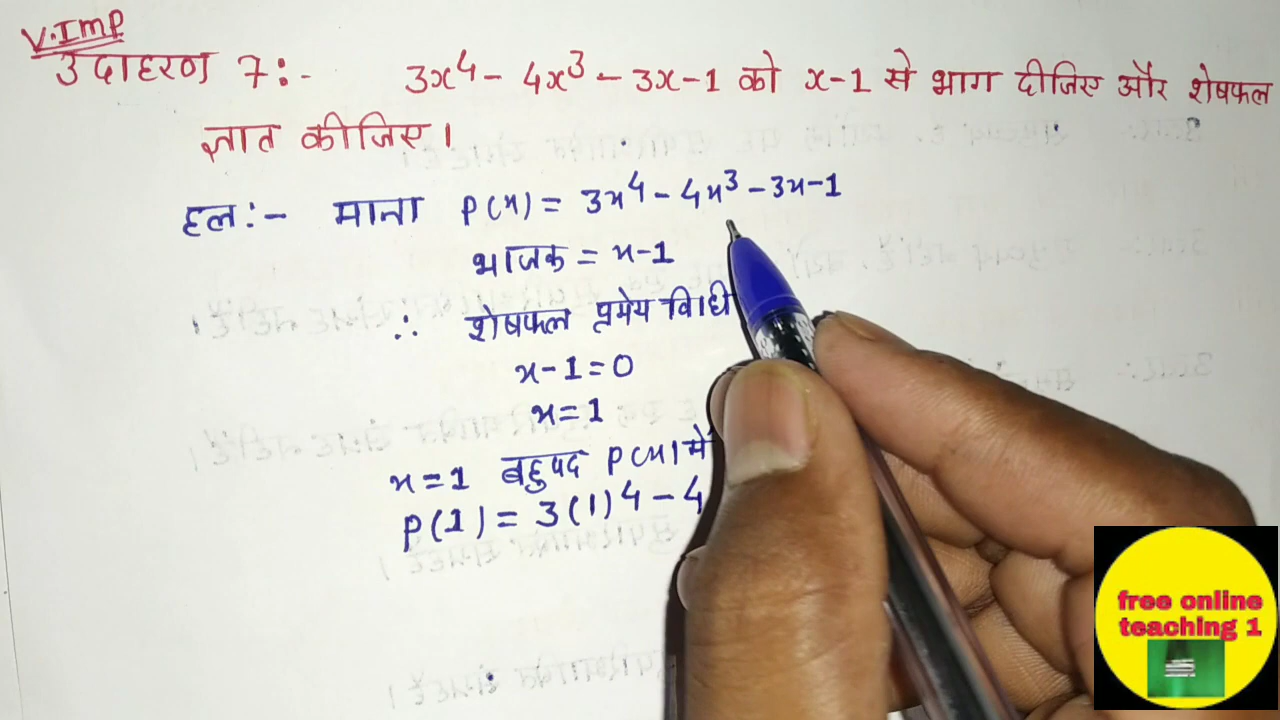 V.Imp
उदाहरण 7:- 3x⁴ - 4x³ - 3x - 1 को x-1 से भाग दीजिए और शेषफल
ज्ञात कीजिए।
हल:- माना P(x) = 3x⁴ - 4x³ - 3x - 1
भाजक = x-1
∴ शेषफल प्रमेय विधी
x - 1 = 0
x = 1
x = 1 बहुपद P(x) में
P(1) = 3(1)⁴ - 4
free online
teaching 1